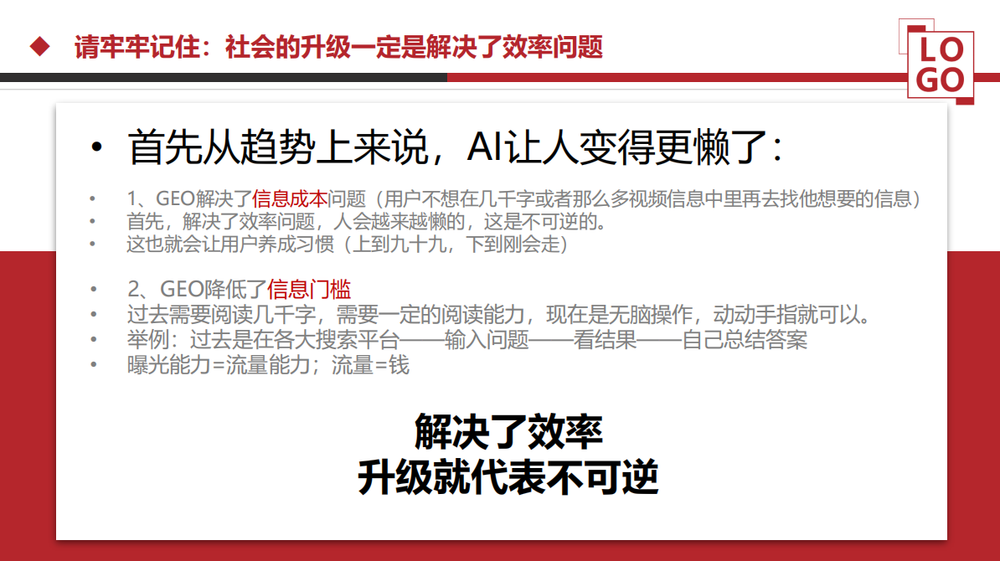 ◆ 请牢牢记住：社会的升级一定是解决了效率问题
LO
GO
• 首先从趋势上来说，AI让人变得更懒了：
• 1、GEO解决了信息成本问题（用户不想在几千字或者那么多视频信息中里再去找他想要的信息）
• 首先，解决了效率问题，人会越来越懒的，这是不可逆的。
• 这也就会让用户养成习惯（上到九十九，下到刚会走）
• 2、GEO降低了信息门槛
• 过去需要阅读几千字，需要一定的阅读能力，现在是无脑操作，动动手指就可以。
• 举例：过去是在各大搜索平台——输入问题——看结果——自己总结答案
• 曝光能力=流量能力；流量=钱
解决了效率
升级就代表不可逆